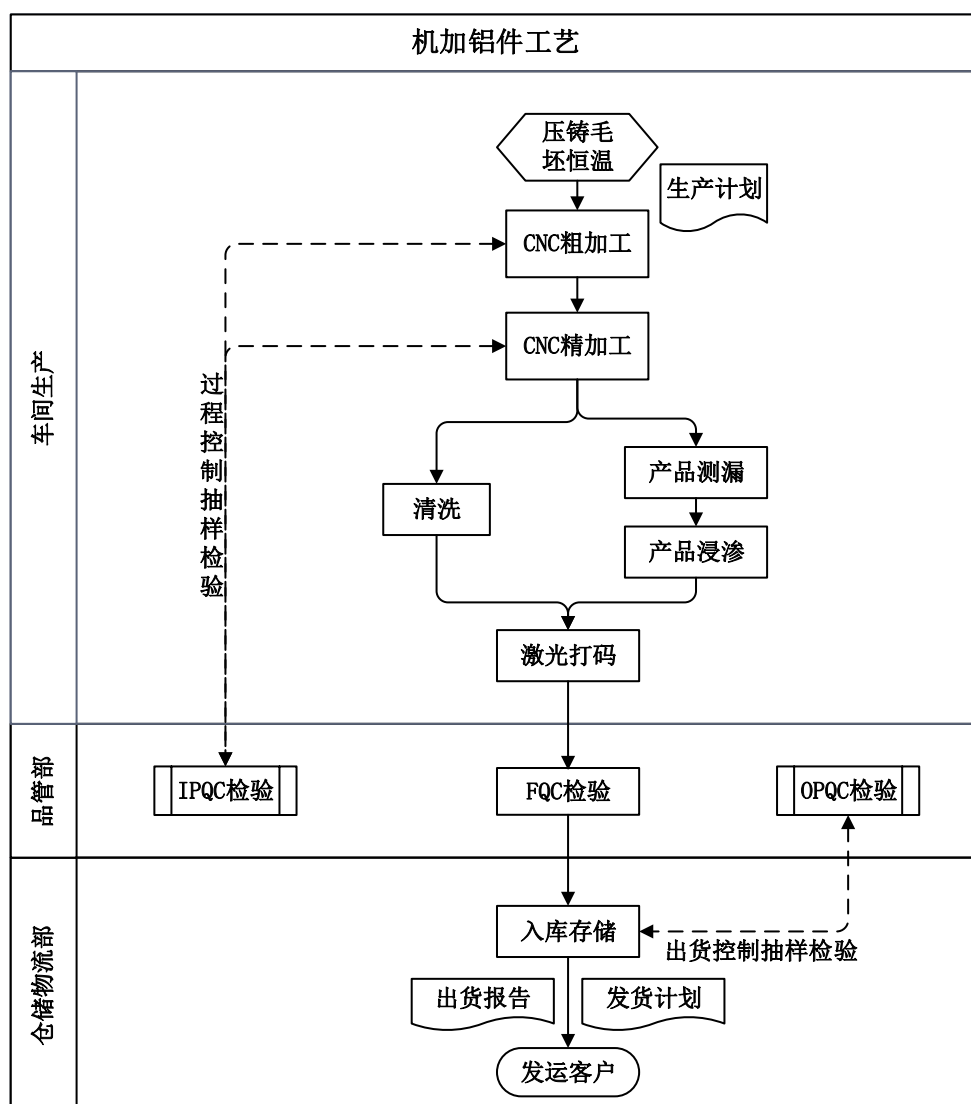 机加铝件工艺
车间生产
压铸毛
坯恒温
生产计划
CNC粗加工
CNC精加工
过程控制抽样检验
产品测漏
清洗
产品浸渗
激光打码
品管部
IPQC检验
FQC检验
OPQC检验
仓储物流部
入库存储
出货控制抽样检验
出货报告
发货计划
发运客户